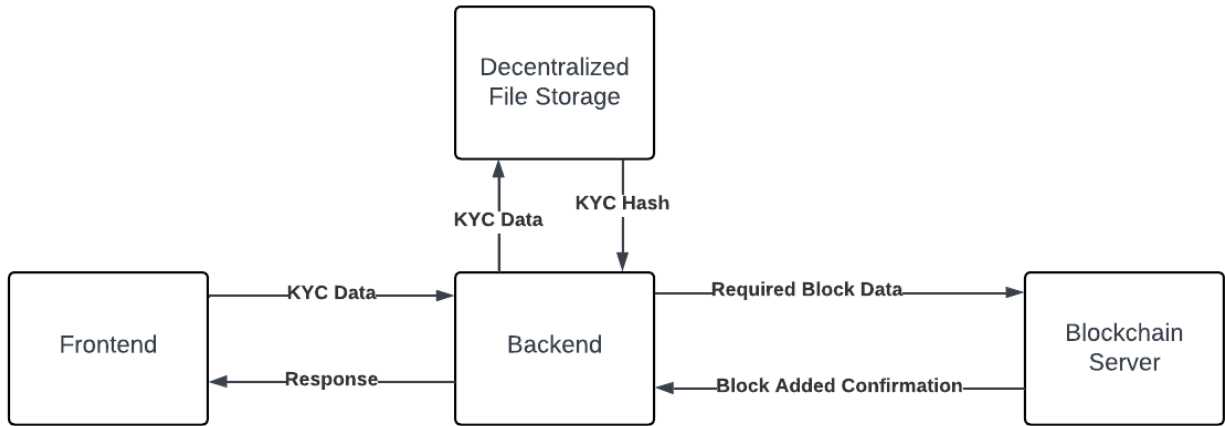 Decentralized
File Storage
KYC Data
KYC Hash
Frontend
KYC Data
Response
Backend
Required Block Data
Block Added Confirmation
Blockchain
Server